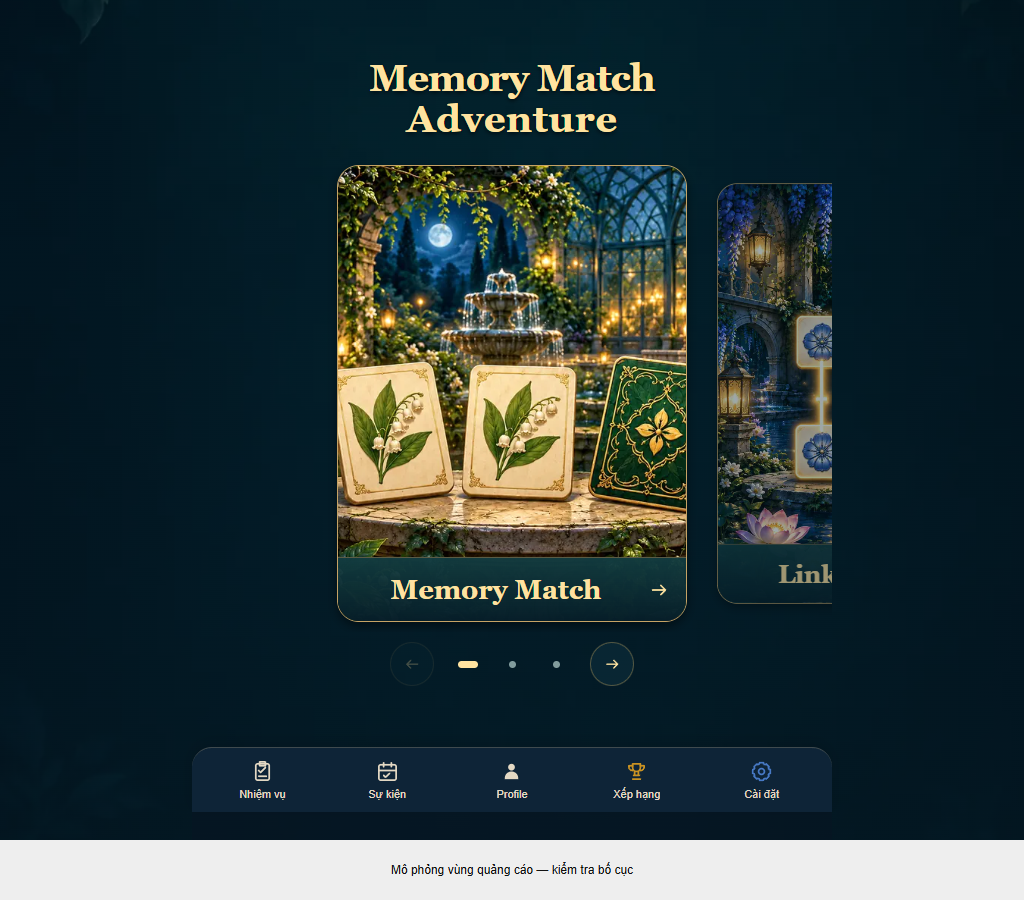 Memory Match
Adventure
Memory Match
Link
Nhiệm vụ
Sự kiện
Profile
Xếp hạng
Cài đặt
Mô phỏng vùng quảng cáo — kiểm tra bố cục